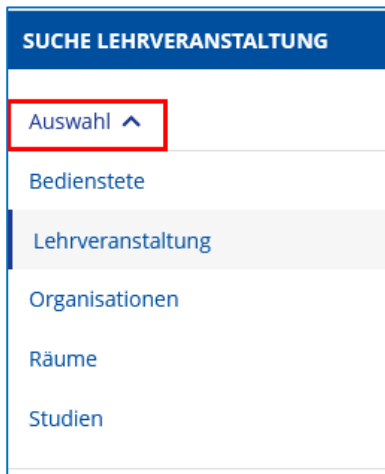 SUCHE LEHRVERANSTALTUNG
Auswahl
Bedienstete
Lehrveranstaltung
Organisationen
Räume
Studien